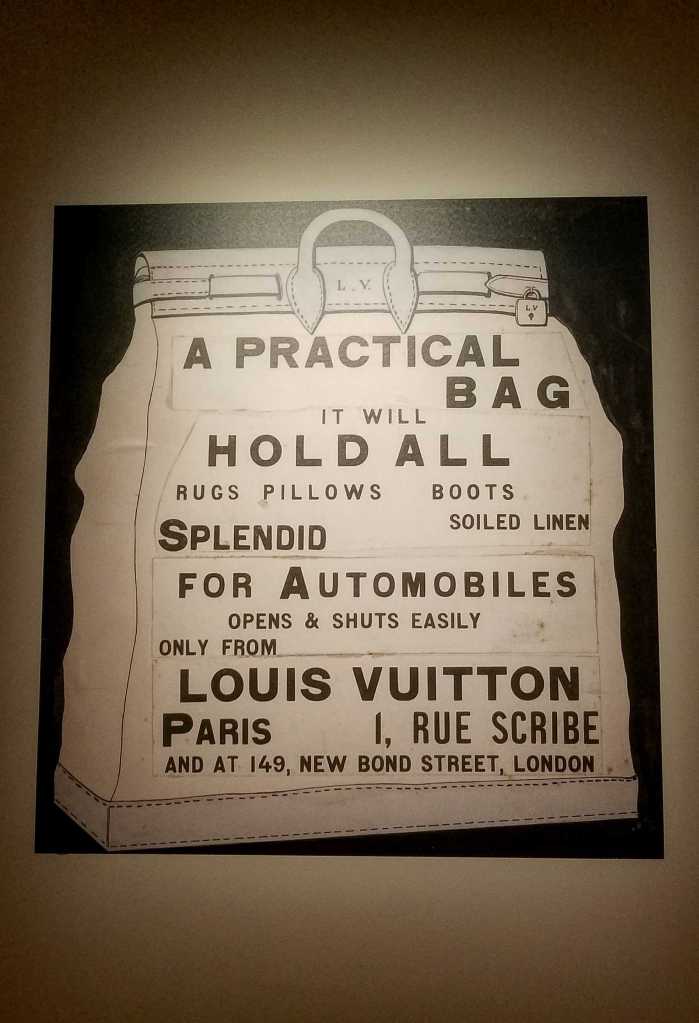 L.V.
L.V
A PRACTICAL
BAG
IT WILL
HOLD ALL
RUGS PILLOWS BOOTS
SOILED LINEN
SPLENDID
FOR AUTOMOBILES
OPENS & SHUTS EASILY
ONLY FROM
LOUIS VUITTON
PARIS 1, RUE SCRIBE
AND AT 149, NEW BOND STREET, LONDON